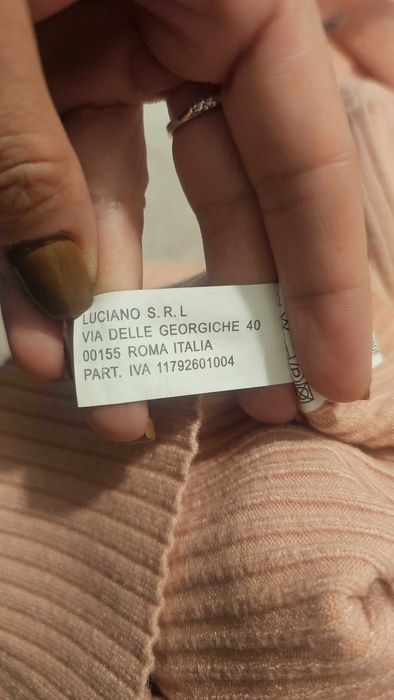 LUCIANO S.R.L
VIA DELLE GEORGICHE 40
00155 ROMA ITALIA
PART. IVA 11792601004